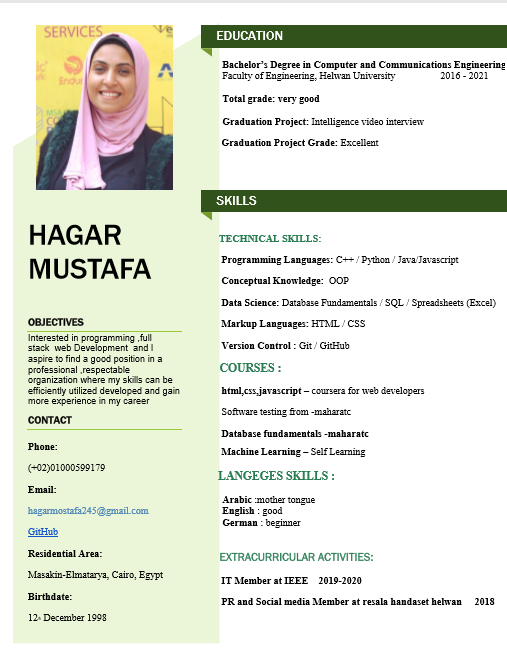 SERVICES
HAGAR
MUSTAFA
OBJECTIVES
Interested in programming ,full
stack web Development and I
aspire to find a good position in a
professional ,respectable
organization where my skills can be
efficiently utilized developed and gain
more experience in my career
CONTACT
Phone:
(+02)01000599179
Email:
hagarmostafa245@gmail.com
GitHub
Residential Area:
Masakin-Elmatarya, Cairo, Egypt
Birthdate:
12th December 1998
EDUCATION
Bachelor's Degree in Computer and Communications Engineering
Faculty of Engineering, Helwan University 2016 - 2021
Total grade: very good
Graduation Project: Intelligence video interview
Graduation Project Grade: Excellent
SKILLS
TECHNICAL SKILLS:
Programming Languages: C++ / Python / Java/Javascript
Conceptual Knowledge: OOP
Data Science: Database Fundamentals / SQL / Spreadsheets (Excel)
Markup Languages: HTML / CSS
Version Control : Git / GitHub
COURSES :
html,css,javascript – coursera for web developers
Software testing from -maharatc
Database fundamentals -maharatc
Machine Learning – Self Learning
LANGEGES SKILLS :
Arabic :mother tongue
English : good
German : beginner
EXTRACURRICULAR ACTIVITIES:
IT Member at IEEE 2019-2020
PR and Social media Member at resala handaset helwan 2018